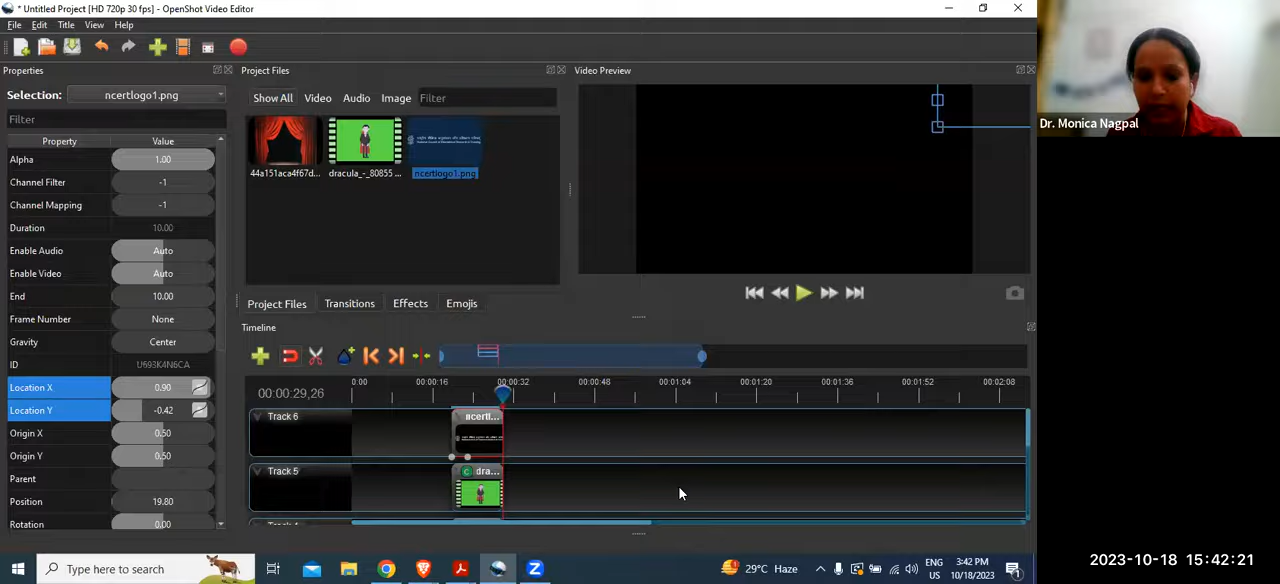 * Untitled Project [HD 720p 30 fps] - OpenShot Video Editor
File Edit Title View Help
Properties
Project Files
Video Preview
Selection: ncertlogo1.png
Show All Video Audio Image Filter
Filter
Property Value
Alpha 1.00
Channel Filter -1
Channel Mapping -1
Duration 10.00
Enable Audio Auto
Enable Video Auto
End 10.00
Frame Number None
Gravity Center
ID U693K4N6CA
Location X 0.90
Location Y -0.42
Origin X 0.50
Origin Y 0.50
Parent
Position 19.80
Rotation 0.00
44a151aca4f67d...
dracula_-_80855 ...
ncertlogo1.png
Project Files Transitions Effects Emojis
Timeline
00:00:29,26
0:00 00:00:16 00:00:32 00:00:48 00:01:04 00:01:20 00:01:36 00:01:52 00:02:08
Track 6
ncertl...
Track 5
C dra...
Dr. Monica Nagpal
Type here to search
29°C Haze
ENG
US
3:42 PM
10/18/2023
1
2023-10-18 15:42:21